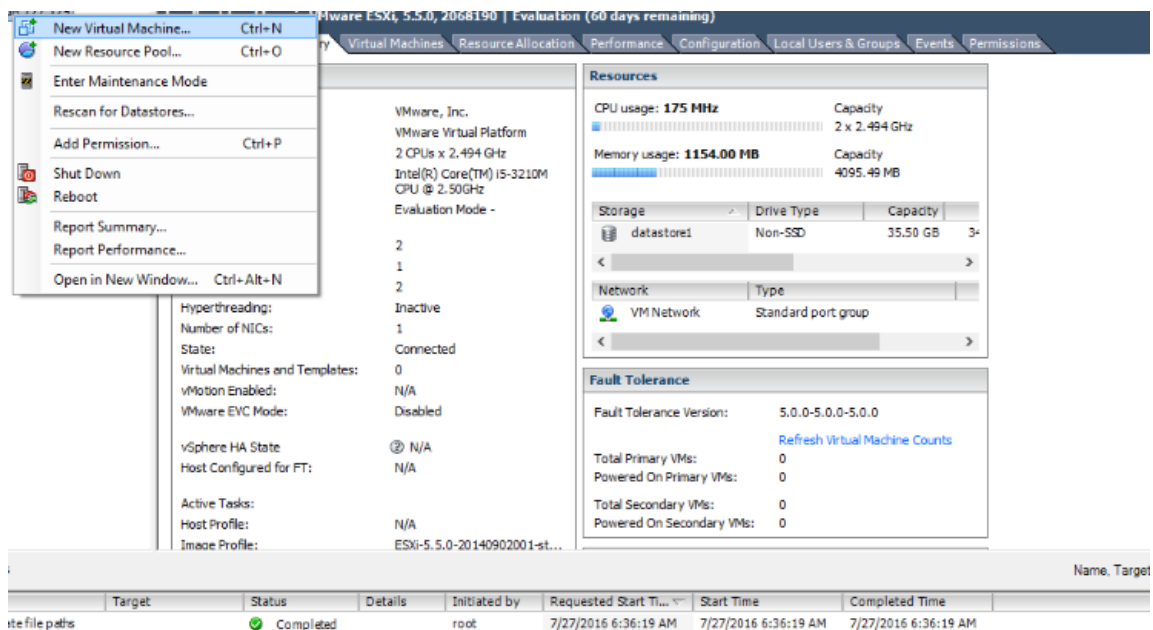 VMware ESXi, 5.5.0, 2068190 | Evaluation (60 days remaining)
New Virtual Machine... Ctrl+N
New Resource Pool... Ctrl+O
Enter Maintenance Mode
Rescan for Datastores...
Add Permission... Ctrl+P
Shut Down
Reboot
Report Summary...
Report Performance...
Open in New Window... Ctrl+Alt+N
Virtual Machines Resource Allocation Performance Configuration Local Users & Groups Events Permissions
VMware, Inc.
VMware Virtual Platform
2 CPUs x 2.494 GHz
Intel(R) Core(TM) i5-3210M
CPU @ 2.50GHz
Evaluation Mode -
2
1
2
Hyperthreading: Inactive
Number of NICs: 1
State: Connected
Virtual Machines and Templates: 0
vMotion Enabled: N/A
VMware EVC Mode: Disabled
vSphere HA State N/A
Host Configured for FT: N/A
Active Tasks:
Host Profile: N/A
Image Profile: ESXi-5.5.0-20140902001-st...
Resources
CPU usage: 175 MHz Capacity
2 x 2.494 GHz
Memory usage: 1154.00 MB Capacity
4095.49 MB
Storage Drive Type Capacity
datastore1 Non-SSD 35.50 GB 34
Network Type
VM Network Standard port group
Fault Tolerance
Fault Tolerance Version: 5.0.0-5.0.0-5.0.0
Refresh Virtual Machine Counts
Total Primary VMs: 0
Powered On Primary VMs: 0
Total Secondary VMs: 0
Powered On Secondary VMs: 0
Name, Target
Target Status Details Initiated by Requested Start Ti... Start Time Completed Time
te file paths Completed root 7/27/2016 6:36:19 AM 7/27/2016 6:36:19 AM 7/27/2016 6:36:19 AM